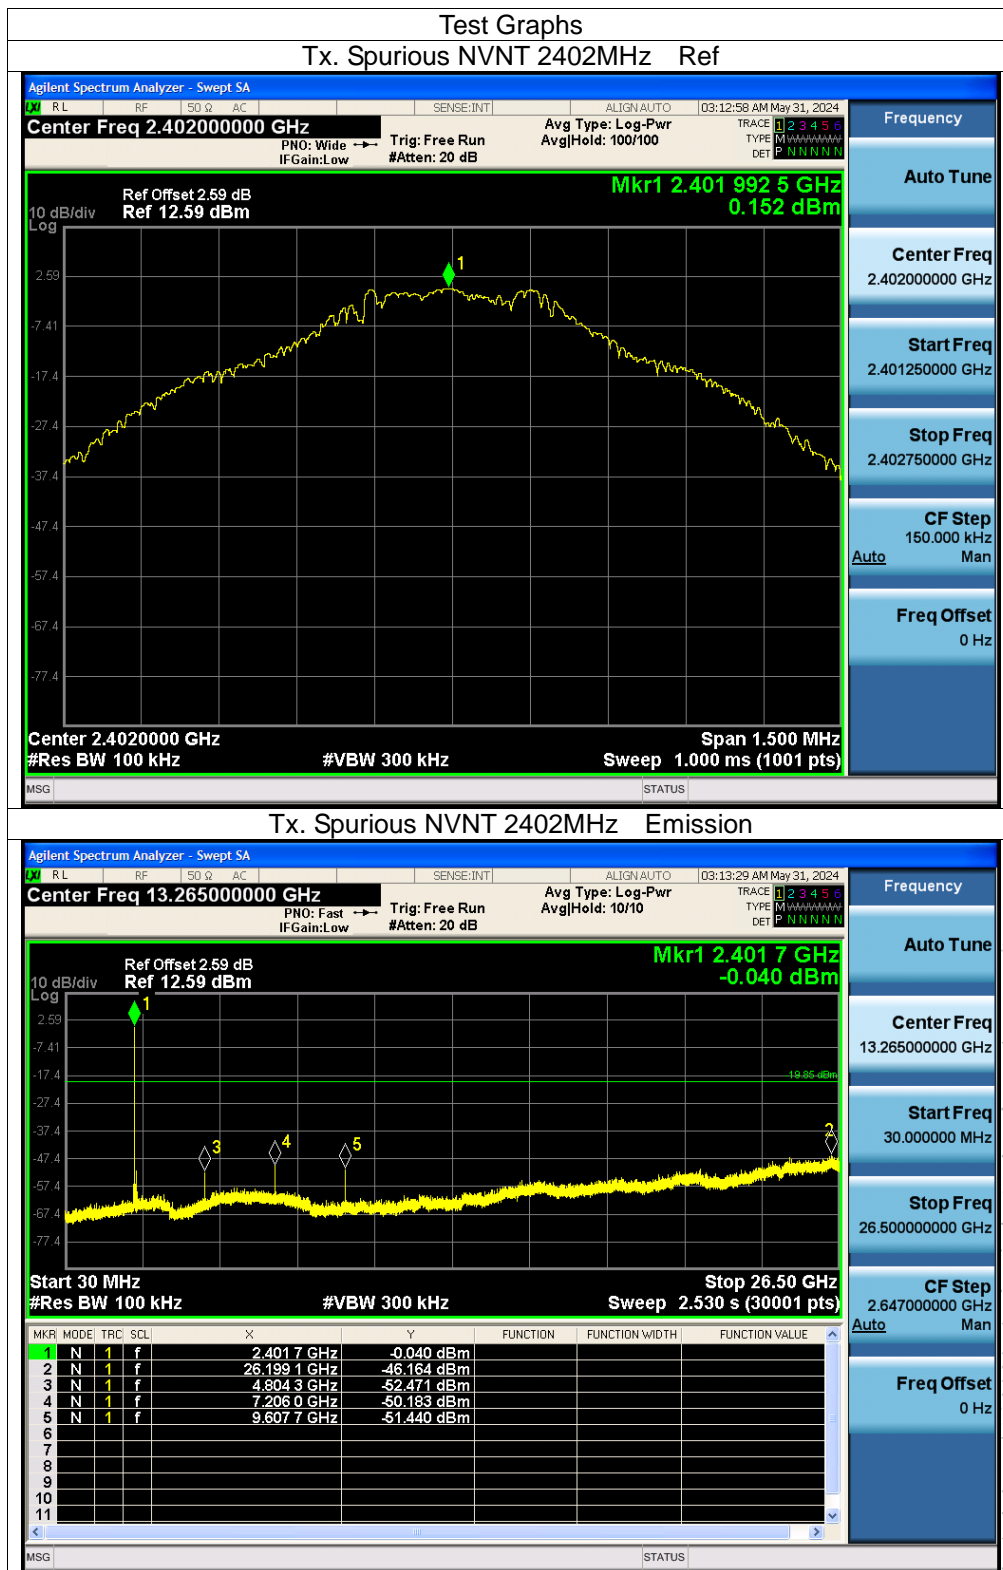 Test Graphs
Tx. Spurious NVNT 2402MHz Ref
Agilent Spectrum Analyzer - Swept SA
LXI RL RF 50 Ω AC SENSE:INT ALIGN AUTO 03:12:58 AM May 31, 2024
Center Freq 2.402000000 GHz
PNO: Wide
IFGain:Low
Trig: Free Run
#Atten: 20 dB
Avg Type: Log-Pwr
Avg|Hold: 100/100
TRACE 1 2 3 4 5 6
TYPE M W W W W W
DET P N N N N N
Frequency
Auto Tune
Mkr1 2.401 992 5 GHz
0.152 dBm
Ref Offset 2.59 dB
10 dB/div Ref 12.59 dBm
Log
1
2.59
-7.41
-17.4
-27.4
-37.4
-47.4
-57.4
-67.4
-77.4
Center Freq
2.402000000 GHz
Start Freq
2.401250000 GHz
Stop Freq
2.402750000 GHz
CF Step
150.000 kHz
Auto Man
Freq Offset
0 Hz
Center 2.4020000 GHz Span 1.500 MHz
#Res BW 100 kHz #VBW 300 kHz Sweep 1.000 ms (1001 pts)
MSG STATUS
Tx. Spurious NVNT 2402MHz Emission
Agilent Spectrum Analyzer - Swept SA
LXI RL RF 50 Ω AC SENSE:INT ALIGN AUTO 03:13:29 AM May 31, 2024
Center Freq 13.265000000 GHz
PNO: Fast
IFGain:Low
Trig: Free Run
#Atten: 20 dB
Avg Type: Log-Pwr
Avg|Hold: 10/10
TRACE 1 2 3 4 5 6
TYPE M W W W W W
DET P N N N N N
Frequency
Auto Tune
Mkr1 2.401 7 GHz
-0.040 dBm
Ref Offset 2.59 dB
10 dB/div Ref 12.59 dBm
Log
1
2.59
-7.41
-17.4
-19.85 dBm
-27.4
-37.4
2
3
4
5
-47.4
-57.4
-67.4
-77.4
Center Freq
13.265000000 GHz
Start Freq
30.000000 MHz
Stop Freq
26.500000000 GHz
CF Step
2.647000000 GHz
Auto Man
Freq Offset
0 Hz
Start 30 MHz Stop 26.50 GHz
#Res BW 100 kHz #VBW 300 kHz Sweep 2.530 s (30001 pts)
MKR MODE TRC SCL X Y FUNCTION FUNCTION WIDTH FUNCTION VALUE
1 N 1 f 2.401 7 GHz -0.040 dBm
2 N 1 f 26.199 1 GHz -46.164 dBm
3 N 1 f 4.804 3 GHz -52.471 dBm
4 N 1 f 7.206 0 GHz -50.183 dBm
5 N 1 f 9.607 7 GHz -51.440 dBm
6
7
8
9
10
11
MSG STATUS